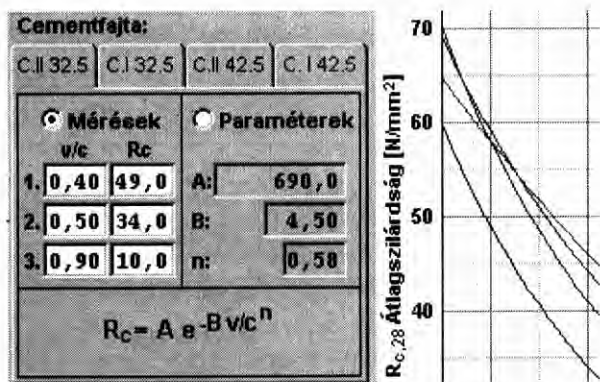 Cementfajta:
C.II 32.5 C.I 32.5 C.II 42.5 C.I 42.5
Mérések Paraméterek
v/c Rc
1. 0,40 49,0 A: 690,0
2. 0,50 34,0 B: 4,50
3. 0,90 10,0 n: 0,58
Rc = A e -B v/c n
70
60
50
40
Rc,28 Átlagszilárdság [N/mm2]